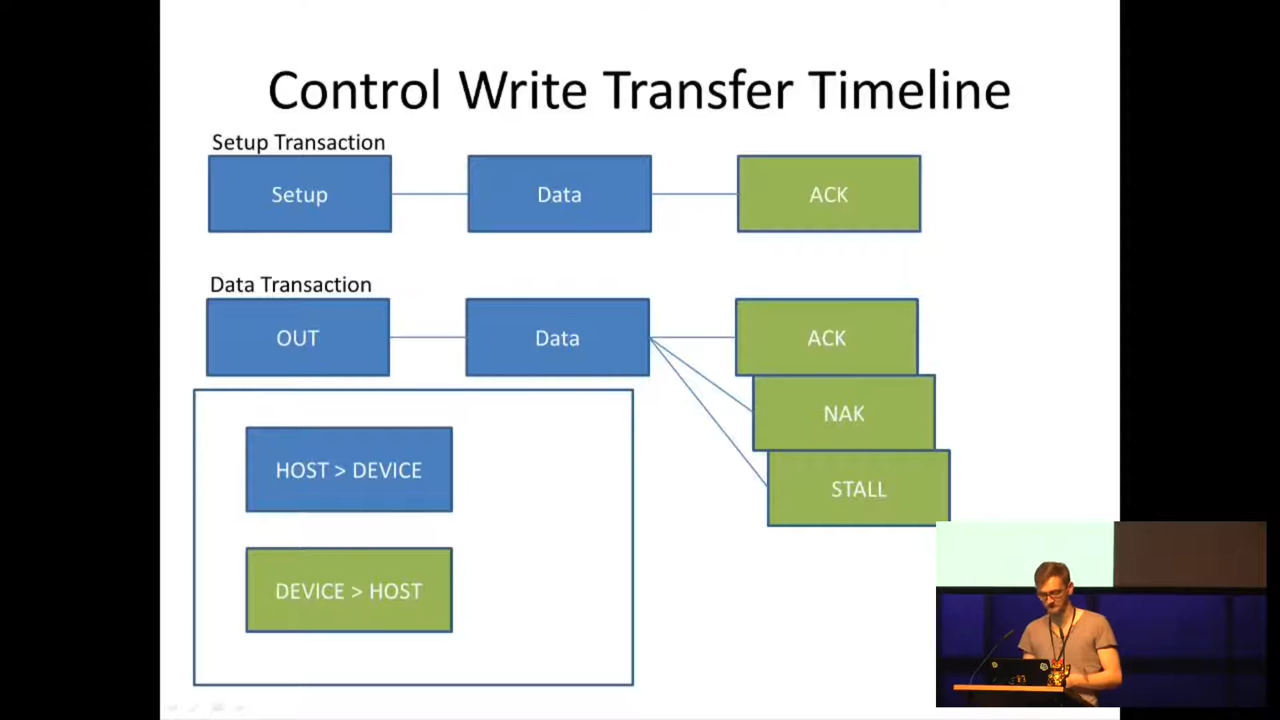 Control Write Transfer Timeline
Setup Transaction
Setup
Data
ACK
Data Transaction
OUT
Data
ACK
NAK
STALL
HOST > DEVICE
DEVICE > HOST